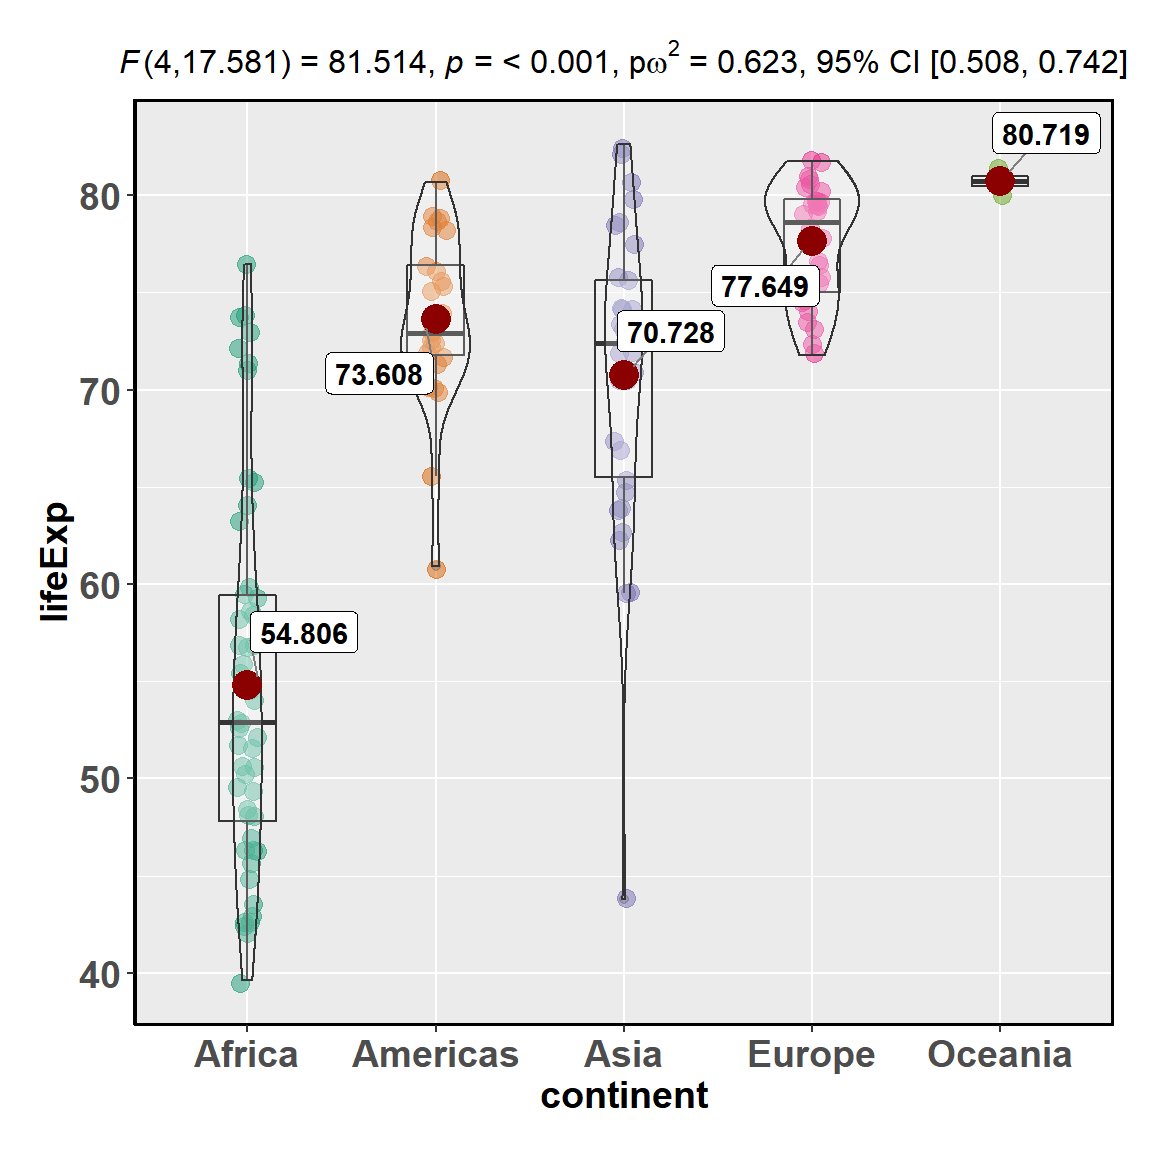 F(4,17.581) = 81.514, p = < 0.001, pω² = 0.623, 95% CI [0.508, 0.742]
80.719
80
77.649
70.728
73.608
70
lifeExp
60
54.806
50
40
Africa Americas Asia Europe Oceania
continent